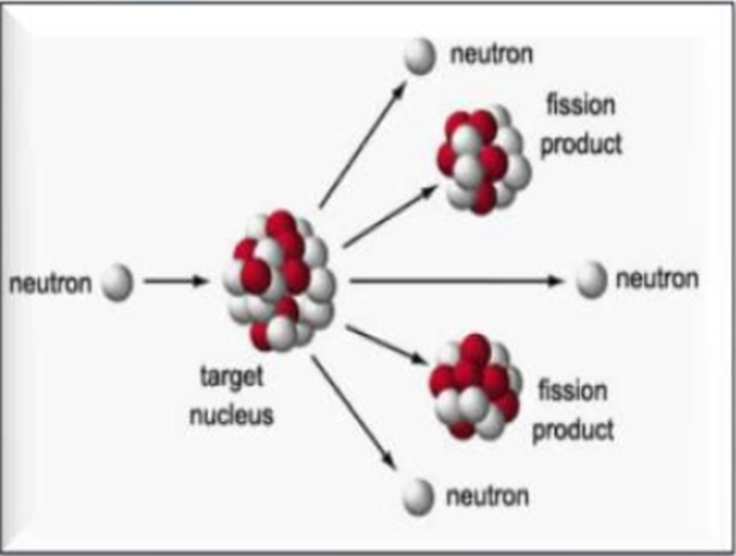 neutron
fission
product
neutron
neutron
target
nucleus
fission
product
neutron